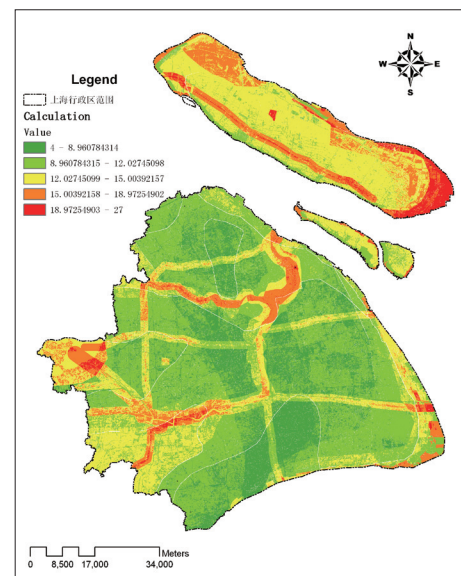 N
W E
S
Legend
上海行政区范围
Calculation
Value
4 - 8.960784314
8.960784315 - 12.02745098
12.02745099 - 15.00392157
15.00392158 - 18.97254902
18.97254903 - 27
Meters
0 8,500 17,000 34,000